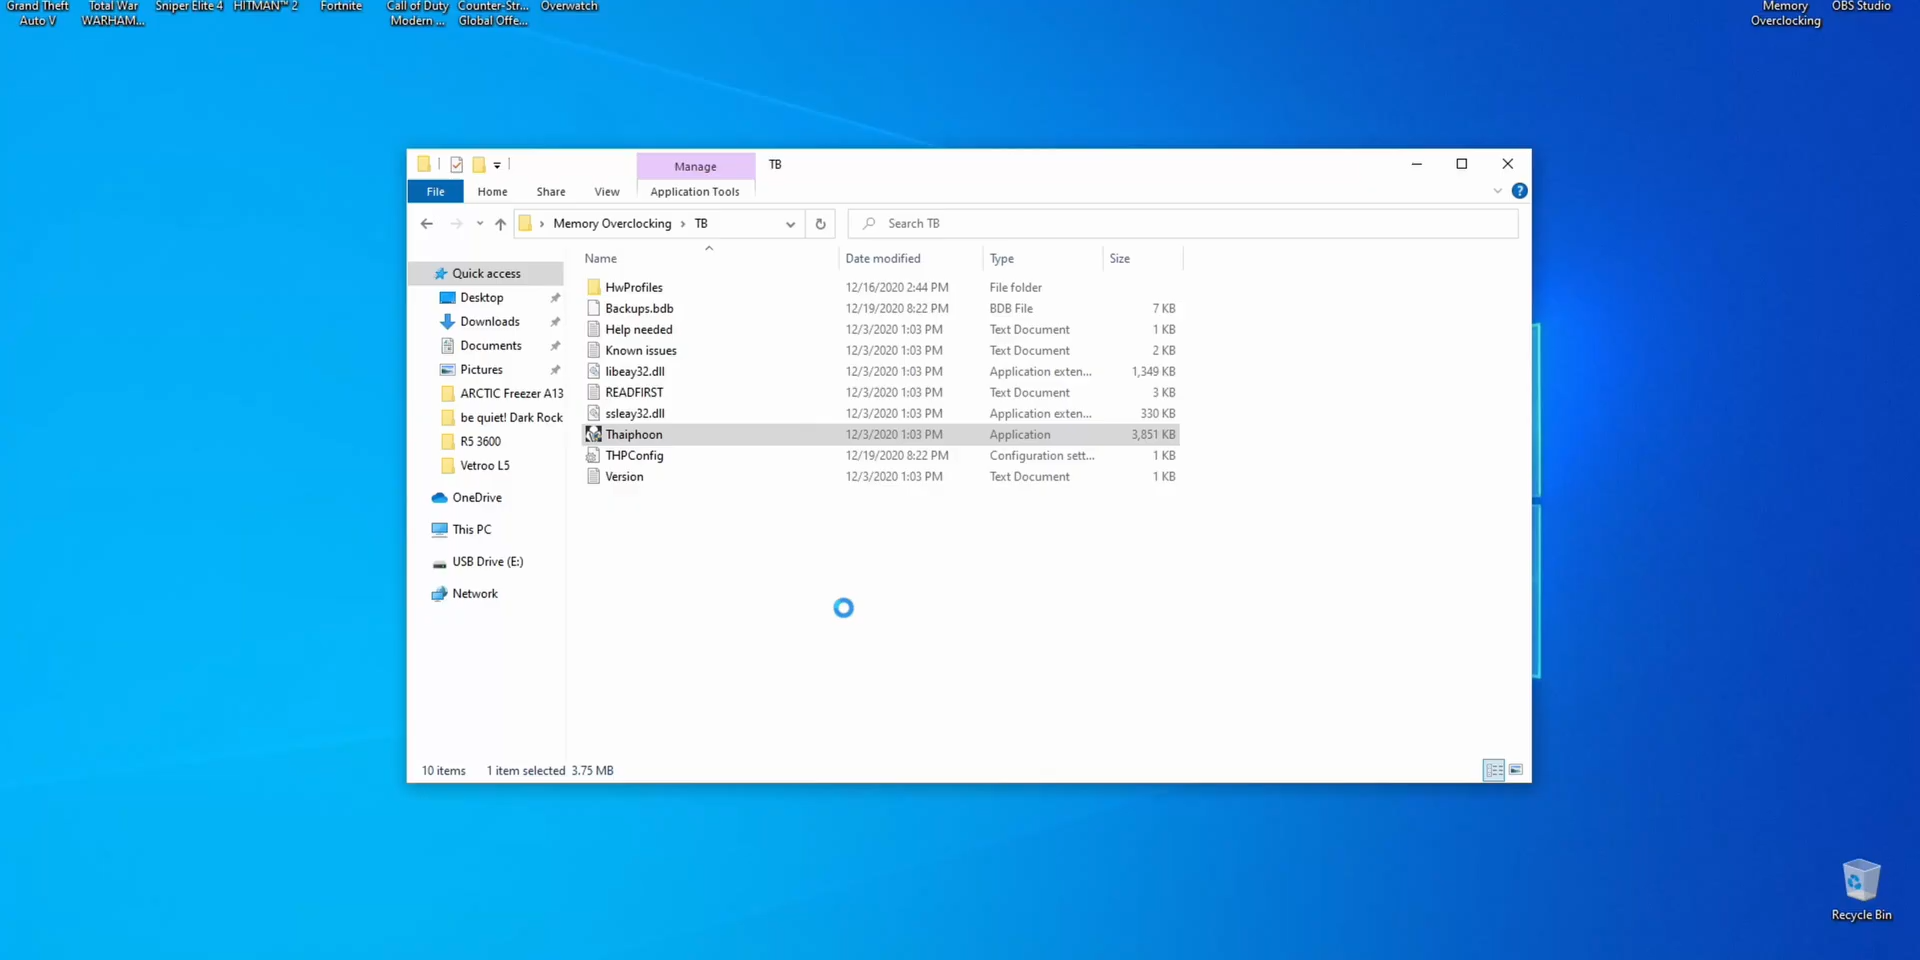 Grand Theft
Auto V
Total War
WARHAM...
Sniper Elite 4
HITMAN™ 2
Fortnite
Call of Duty
Modern ...
Counter-Str...
Global Offe...
Overwatch
Memory
Overclocking
OBS Studio
Manage
TB
File
Home
Share
View
Application Tools
Memory Overclocking
TB
Search TB
Name
Date modified
Type
Size
Quick access
Desktop
Downloads
Documents
Pictures
ARCTIC Freezer A13
be quiet! Dark Rock
R5 3600
Vetroo L5
OneDrive
This PC
USB Drive (E:)
Network
HwProfiles 12/16/2020 2:44 PM File folder
Backups.bdb 12/19/2020 8:22 PM BDB File 7 KB
Help needed 12/3/2020 1:03 PM Text Document 1 KB
Known issues 12/3/2020 1:03 PM Text Document 2 KB
libeay32.dll 12/3/2020 1:03 PM Application exten... 1,349 KB
READFIRST 12/3/2020 1:03 PM Text Document 3 KB
ssleay32.dll 12/3/2020 1:03 PM Application exten... 330 KB
Thaiphoon 12/3/2020 1:03 PM Application 3,851 KB
THPConfig 12/19/2020 8:22 PM Configuration sett... 1 KB
Version 12/3/2020 1:03 PM Text Document 1 KB
10 items 1 item selected 3.75 MB
Recycle Bin